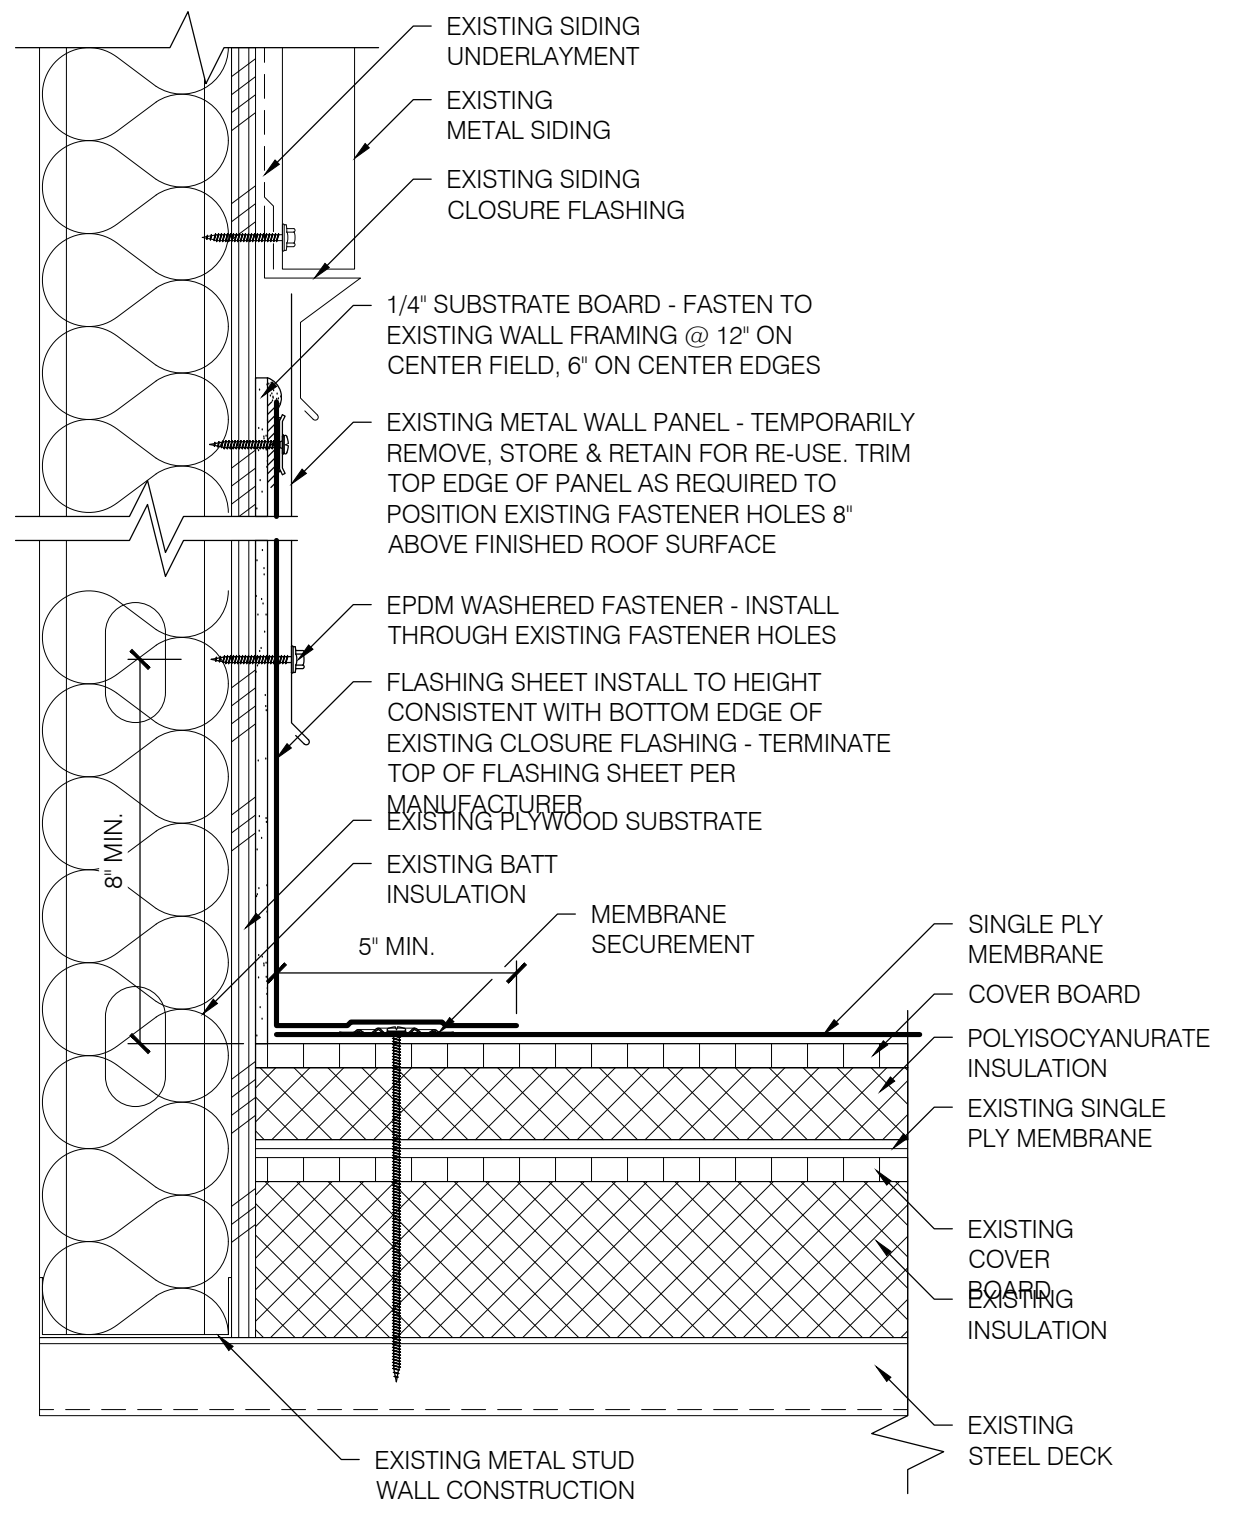 EXISTING SIDING
UNDERLAYMENT
EXISTING
METAL SIDING
EXISTING SIDING
CLOSURE FLASHING
1/4" SUBSTRATE BOARD - FASTEN TO
EXISTING WALL FRAMING @ 12" ON
CENTER FIELD, 6" ON CENTER EDGES
EXISTING METAL WALL PANEL - TEMPORARILY
REMOVE, STORE & RETAIN FOR RE-USE. TRIM
TOP EDGE OF PANEL AS REQUIRED TO
POSITION EXISTING FASTENER HOLES 8"
ABOVE FINISHED ROOF SURFACE
EPDM WASHERED FASTENER - INSTALL
THROUGH EXISTING FASTENER HOLES
FLASHING SHEET INSTALL TO HEIGHT
CONSISTENT WITH BOTTOM EDGE OF
EXISTING CLOSURE FLASHING - TERMINATE
TOP OF FLASHING SHEET PER
MANUFACTURER
EXISTING PLYWOOD SUBSTRATE
EXISTING BATT
INSULATION
8" MIN.
5" MIN.
MEMBRANE
SECUREMENT
SINGLE PLY
MEMBRANE
COVER BOARD
POLYISOCYANURATE
INSULATION
EXISTING SINGLE
PLY MEMBRANE
EXISTING
COVER
BOARD
EXISTING
INSULATION
EXISTING
STEEL DECK
EXISTING METAL STUD
WALL CONSTRUCTION